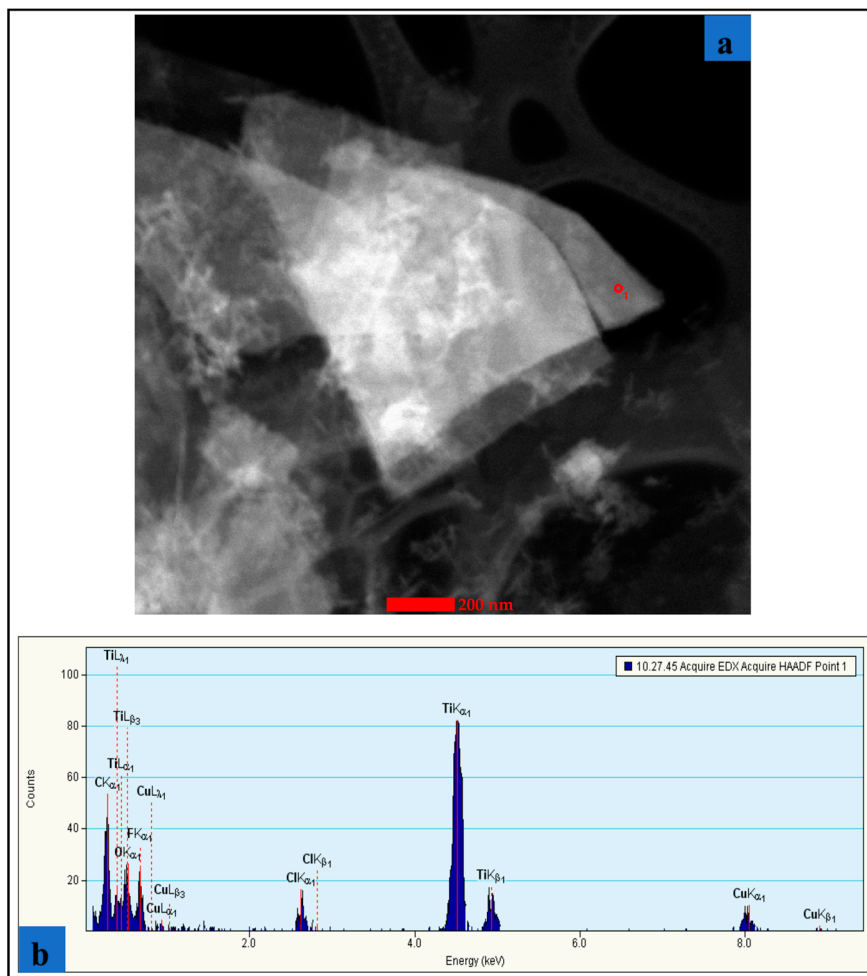 a
1
200 nm
10.27.45 Acquire EDX Acquire HAADF Point 1
TiLλ1
TiLβ3
TiLα1
CKα1
CuLλ1
FKα1
OKα1
CuLβ3
CuLα1
ClKβ1
ClKα1
TiKα1
TiKβ1
CuKα1
CuKβ1
100
80
60
40
20
Counts
2.0
4.0
6.0
8.0
Energy (keV)
b